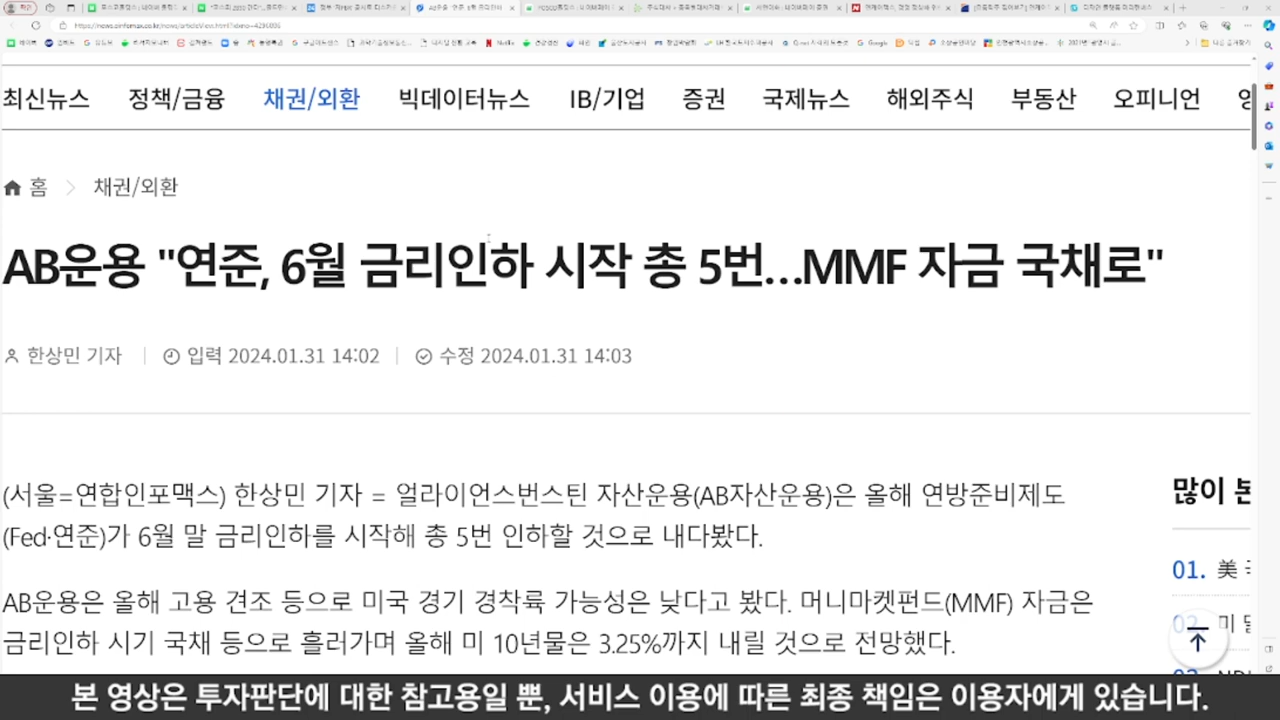 최신뉴스 정책/금융 채권/외환 빅데이터뉴스 IB/기업 증권 국제뉴스 해외주식 부동산 오피니언
홈 > 채권/외환
AB운용 "연준, 6월 금리인하 시작 총 5번…MMF 자금 국채로"
한상민 기자 | 입력 2024.01.31 14:02 | 수정 2024.01.31 14:03
(서울=연합인포맥스) 한상민 기자 = 얼라이언스번스틴 자산운용(AB자산운용)은 올해 연방준비제도
(Fed·연준)가 6월 말 금리인하를 시작해 총 5번 인하할 것으로 내다봤다.
많이 본
01. 美
AB운용은 올해 고용 견조 등으로 미국 경기 경착륙 가능성은 낮다고 봤다. 머니마켓펀드(MMF) 자금은
02. 미
금리인하 시기 국채 등으로 흘러가며 올해 미 10년물은 3.25%까지 내릴 것으로 전망했다.
본 영상은 투자판단에 대한 참고용일 뿐, 서비스 이용에 따른 최종 책임은 이용자에게 있습니다.